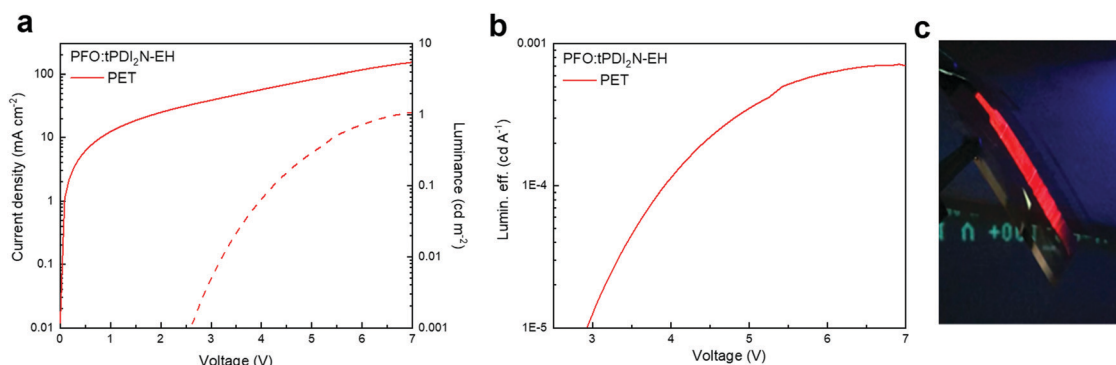 a
PFO:tPDI₂N-EH
PET
Current density (mA cm⁻²)
100
10
1
0.1
0.01
10
1
0.1
0.01
0.001
Luminance (cd m⁻²)
0 1 2 3 4 5 6 7
Voltage (V)
b
PFO:tPDI₂N-EH
PET
Lumin. eff. (cd A⁻¹)
0.001
1E-4
1E-5
3 4 5 6 7
Voltage (V)
c